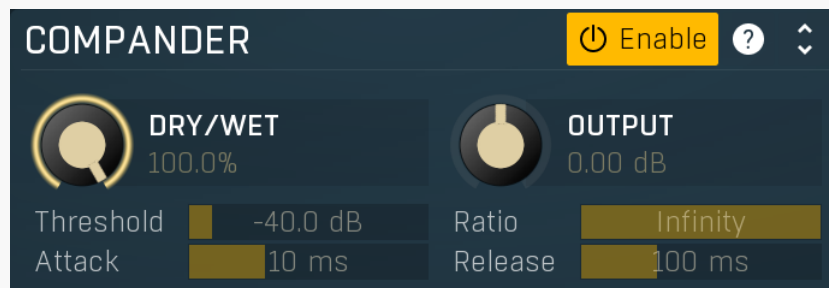 COMPANDER
Enable
?
DRY/WET
100.0%
OUTPUT
0.00 dB
Threshold -40.0 dB
Ratio Infinity
Attack 10 ms
Release 100 ms